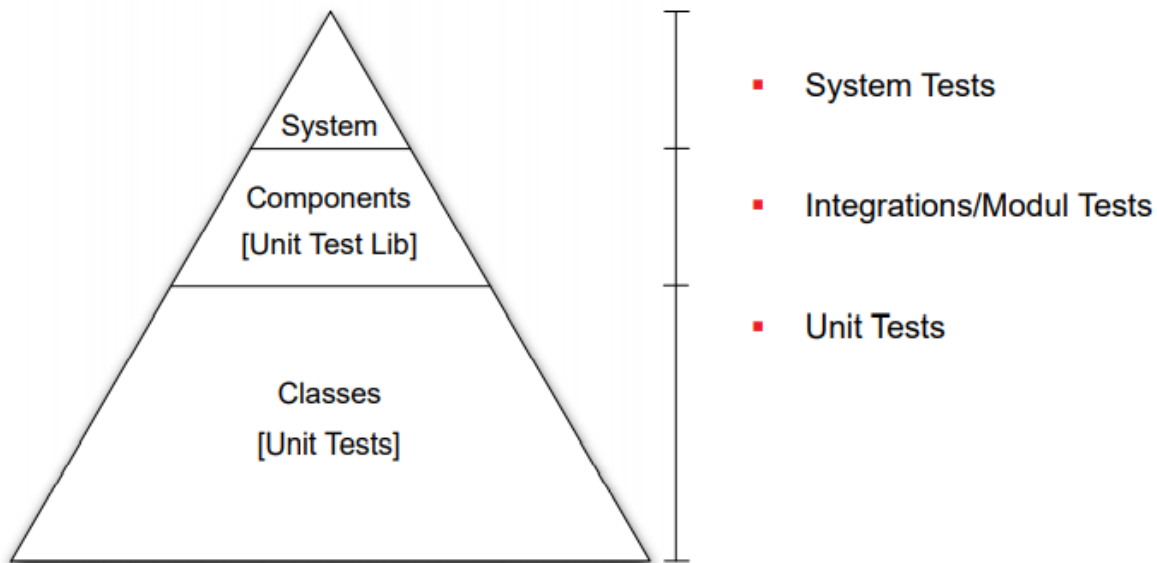 System
Components
[Unit Test Lib]
Classes
[Unit Tests]
System Tests
Integrations/Modul Tests
Unit Tests